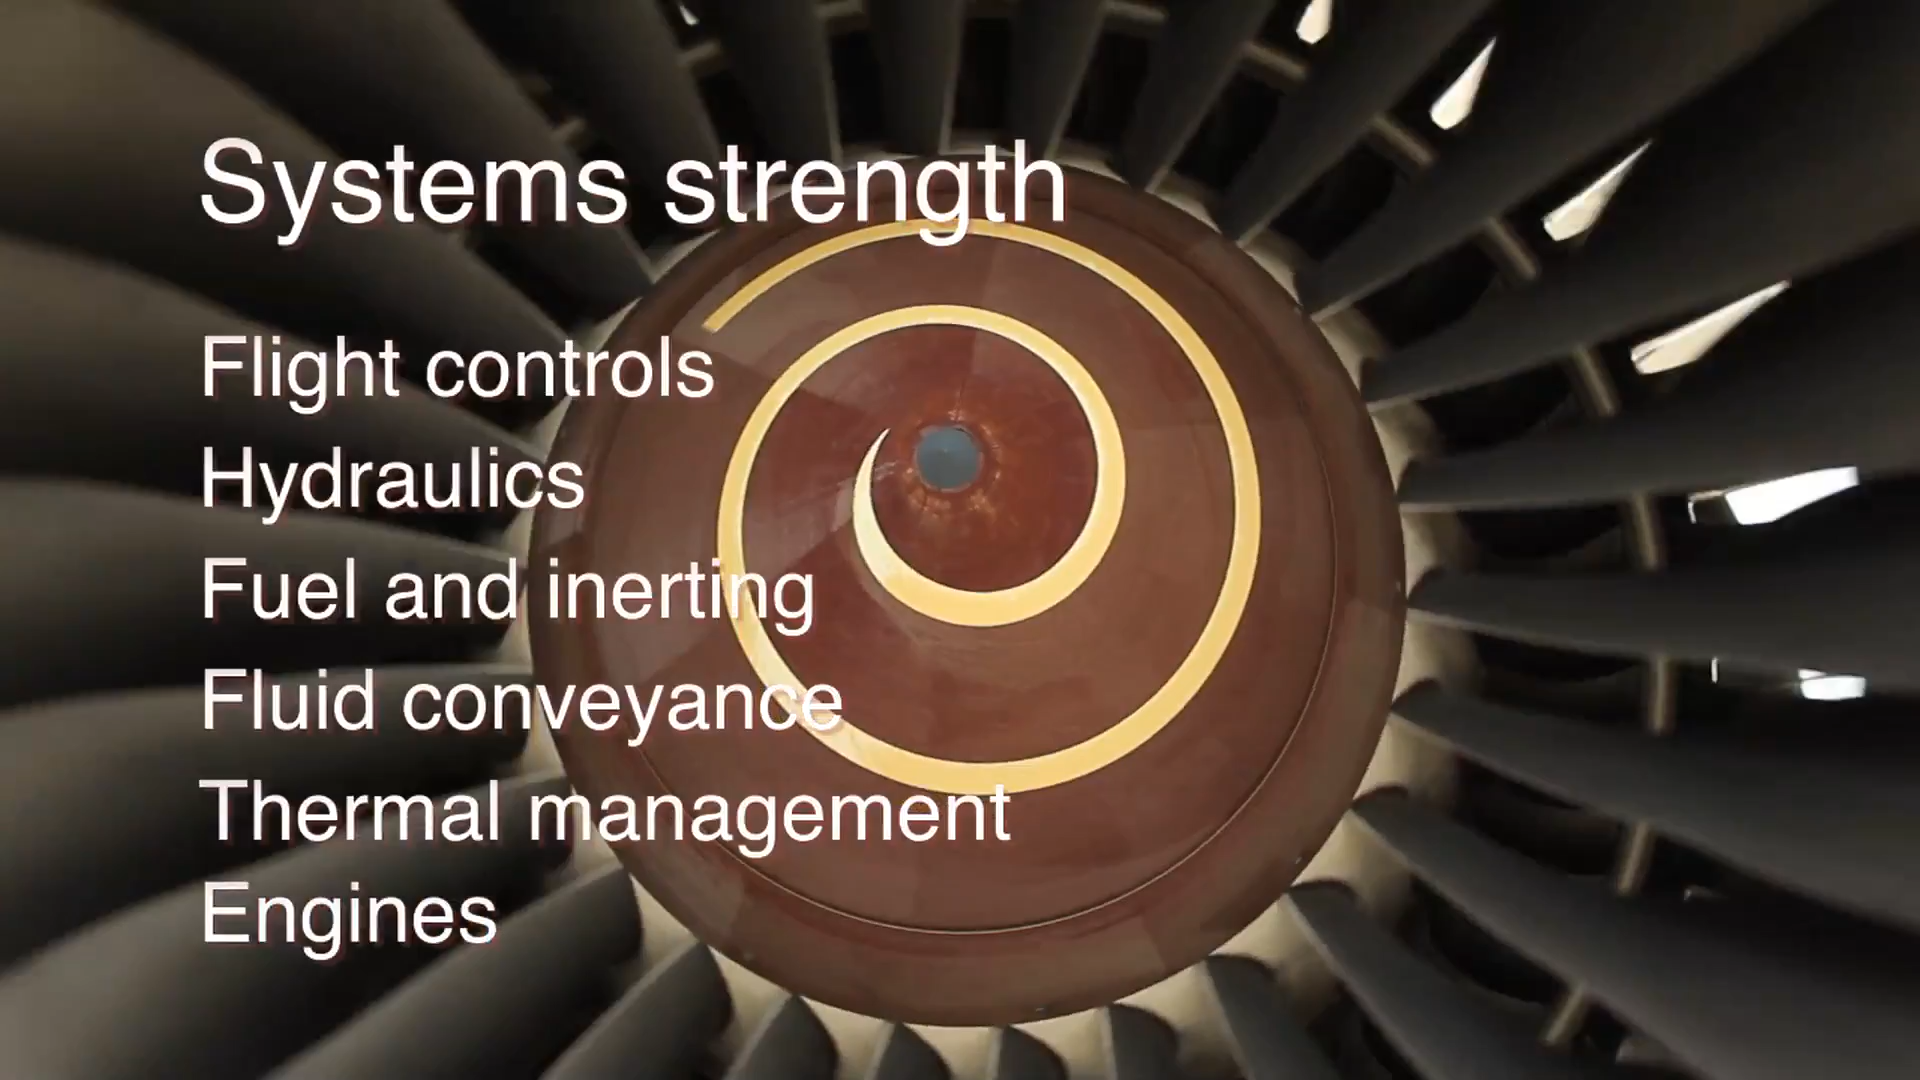 Systems strength
Flight controls
Hydraulics
Fuel and inerting
Fluid conveyance
Thermal management
Engines